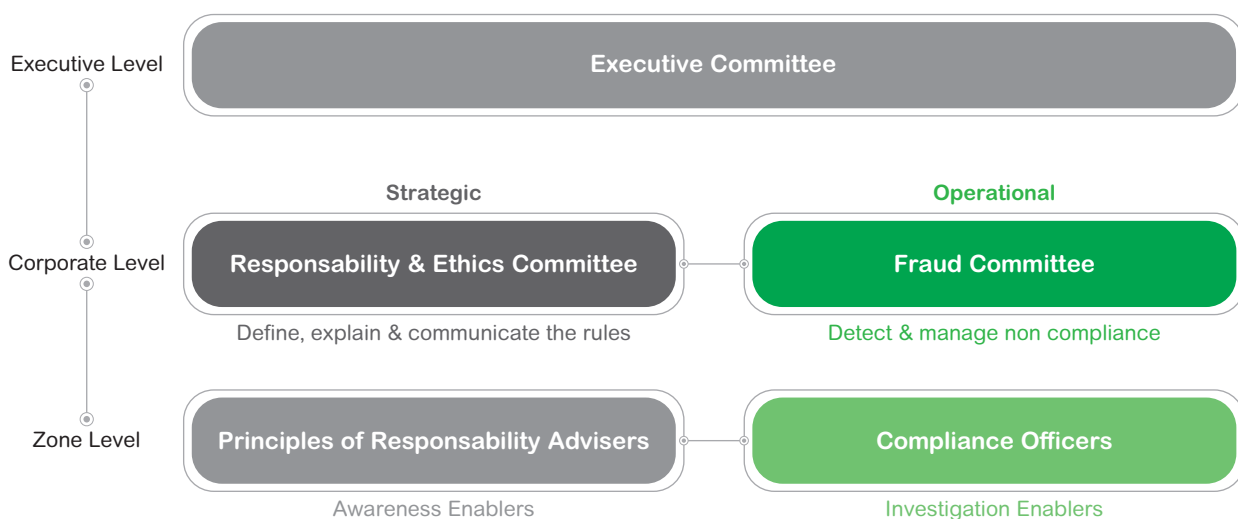 Executive Level
Executive Committee
Strategic
Operational
Corporate Level
Responsability & Ethics Committee
Fraud Committee
Define, explain & communicate the rules
Detect & manage non compliance
Zone Level
Principles of Responsability Advisers
Compliance Officers
Awareness Enablers
Investigation Enablers